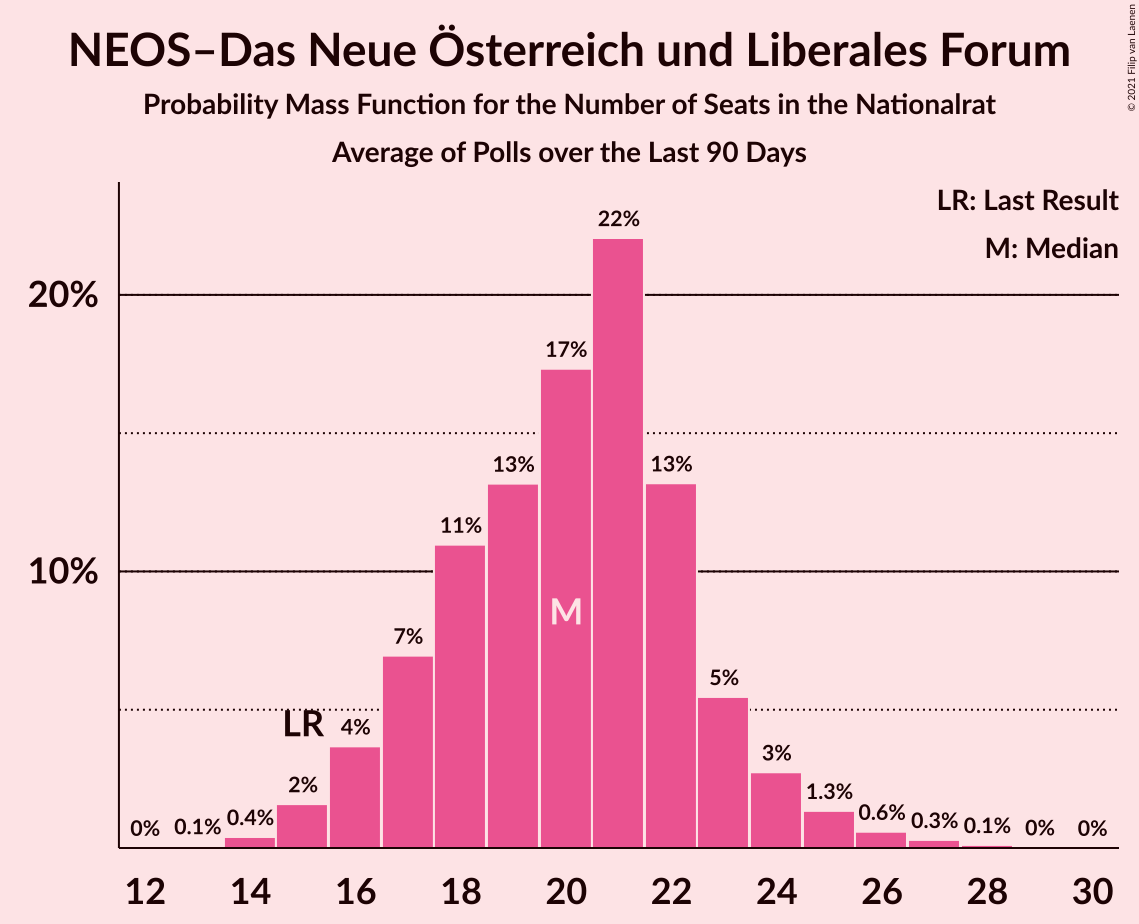 NEOS–Das Neue Österreich und Liberales Forum
Probability Mass Function for the Number of Seats in the Nationalrat
Average of Polls over the Last 90 Days
© 2021 Filip van Laenen
LR: Last Result
M: Median
20%
10%
0%
0.1%
0.4%
2%
LR
4%
7%
11%
13%
17%
M
22%
13%
5%
3%
1.3%
0.6%
0.3%
0.1%
0%
0%
12 14 16 18 20 22 24 26 28 30